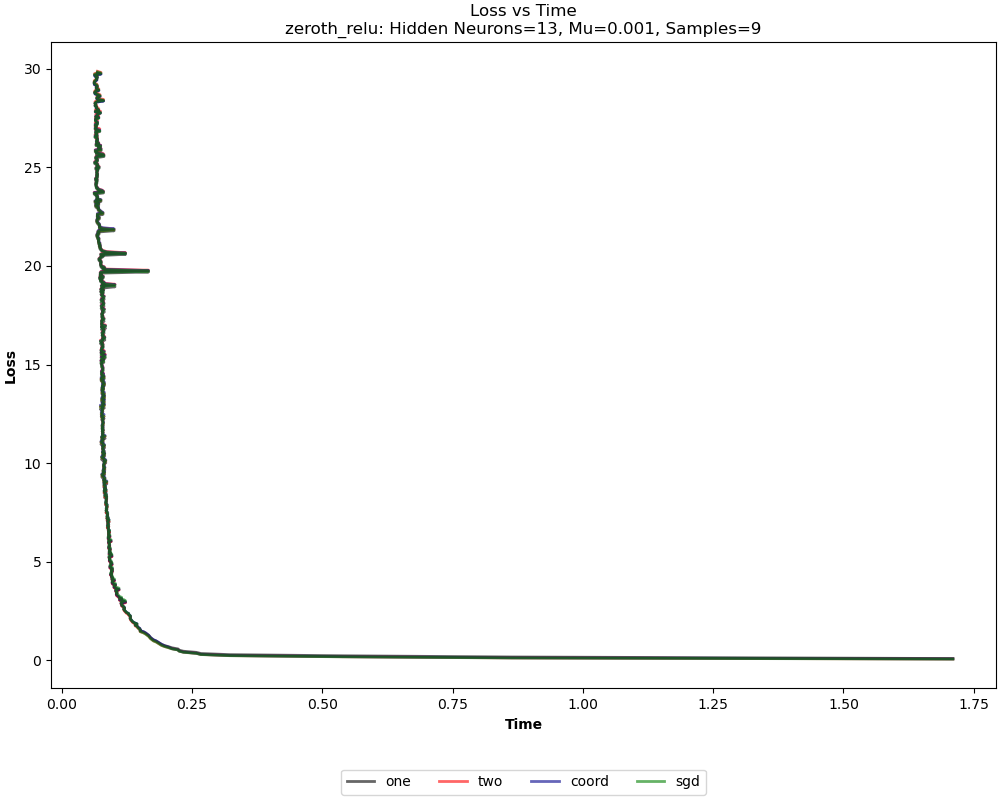 Loss vs Time
zeroth_relu: Hidden Neurons=13, Mu=0.001, Samples=9
30
25
20
15
10
5
0
Loss
0.00 0.25 0.50 0.75 1.00 1.25 1.50 1.75
Time
one two coord sgd